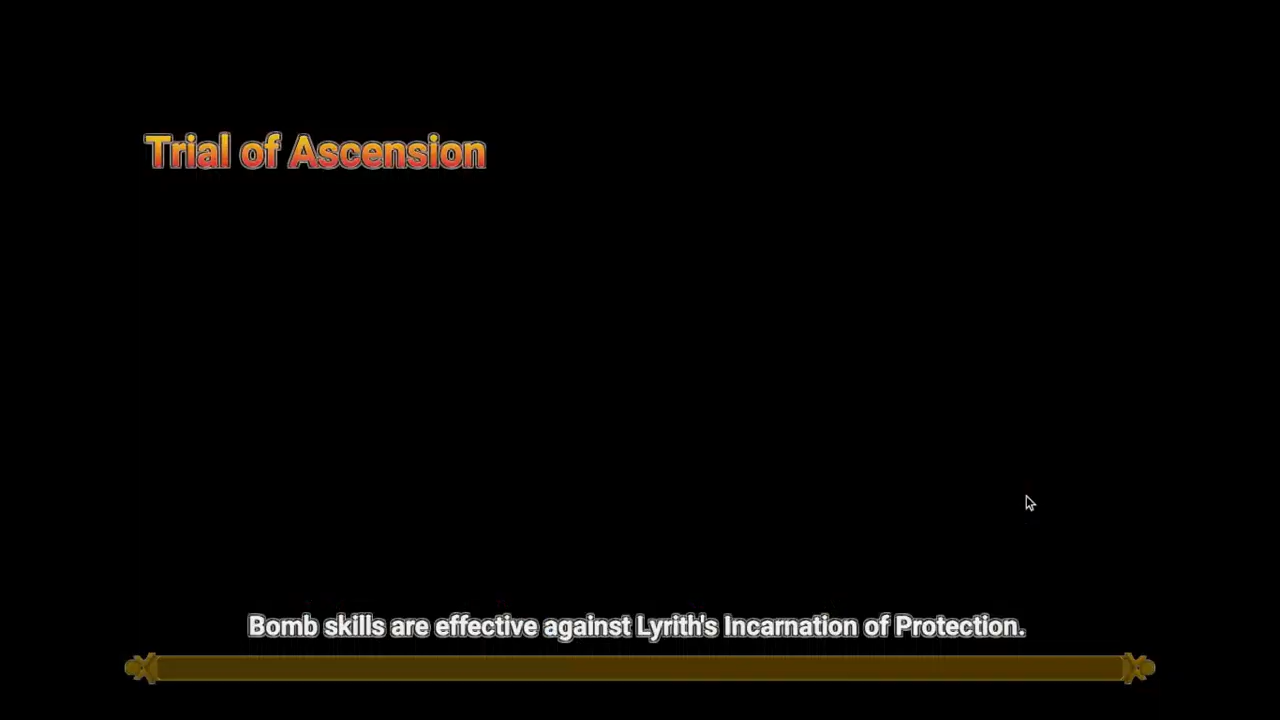 Trial of Ascension
Bomb skills are effective against Lyrith's Incarnation of Protection.